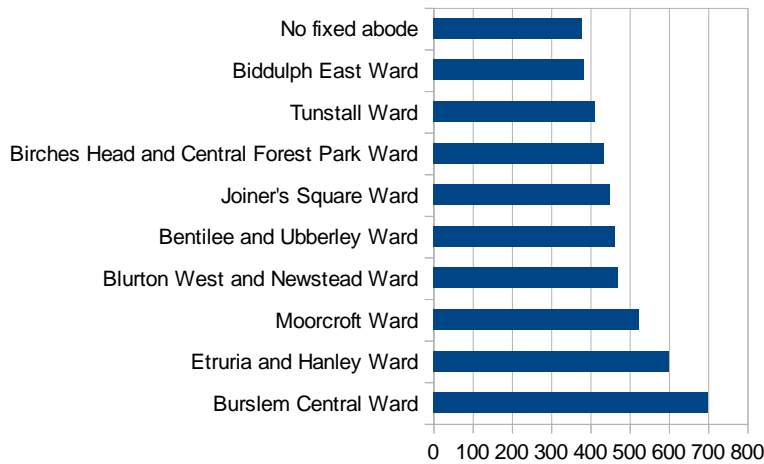 No fixed abode
Biddulph East Ward
Tunstall Ward
Birches Head and Central Forest Park Ward
Joiner's Square Ward
Bentilee and Ubberley Ward
Blurton West and Newstead Ward
Moorcroft Ward
Etruria and Hanley Ward
Burslem Central Ward
0 100 200 300 400 500 600 700 800